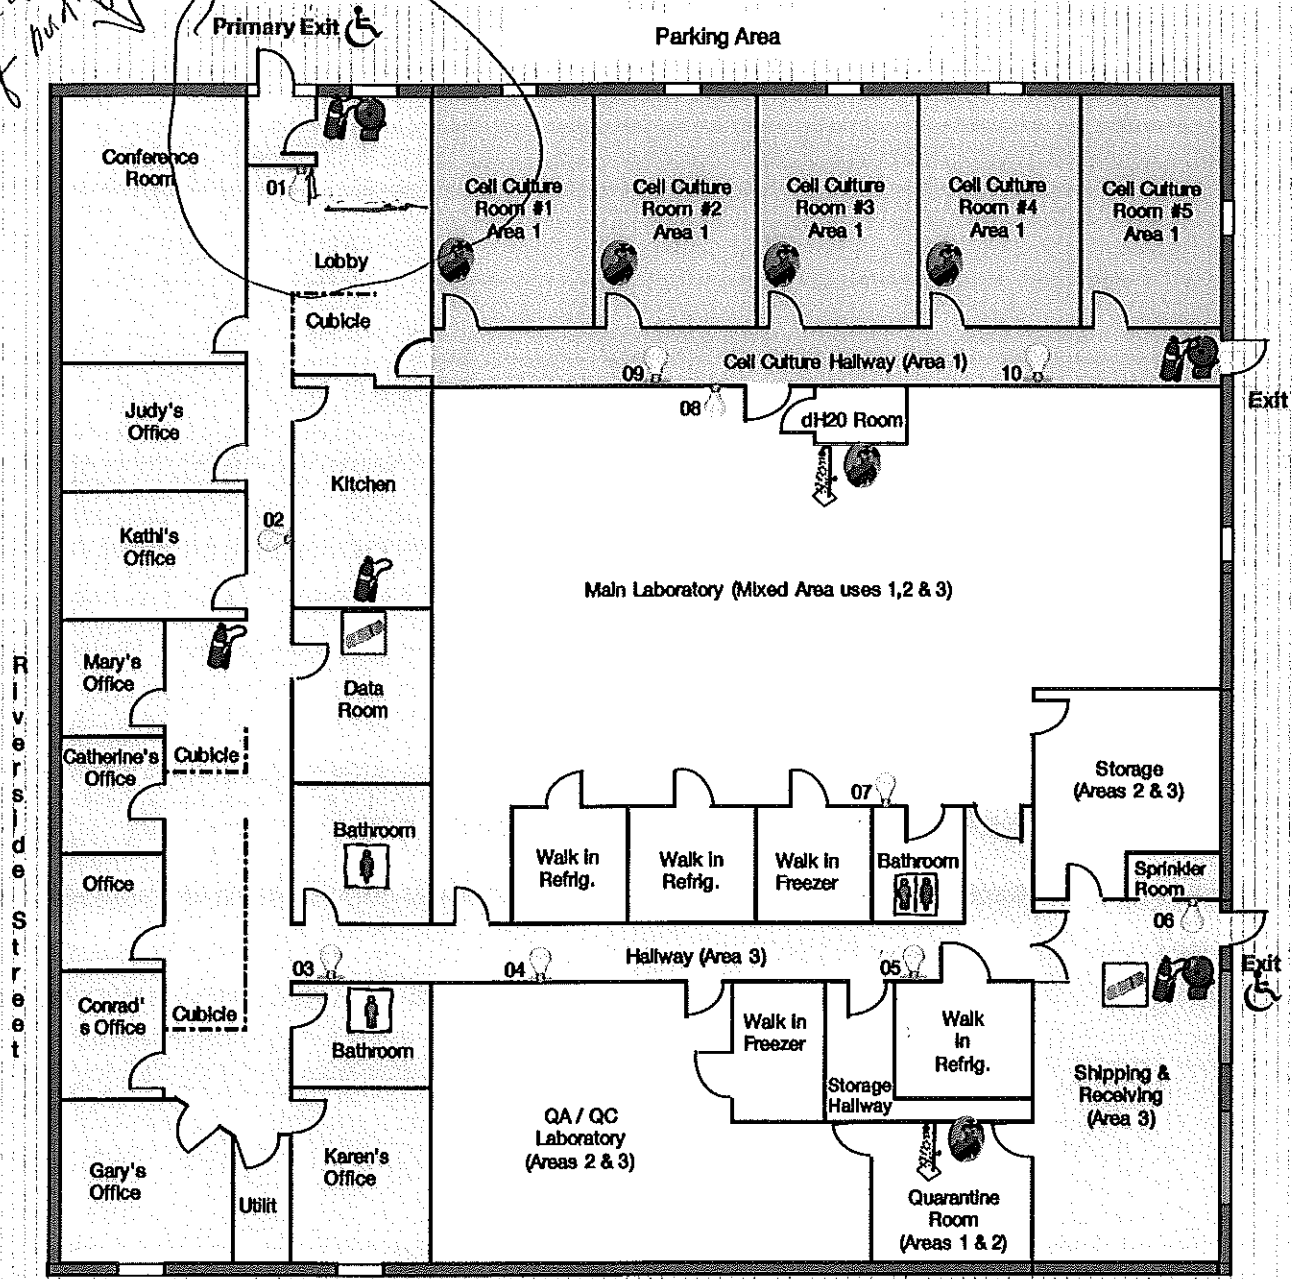 Primary Exit
Parking Area
Conference
Room
01
Cell Culture
Room #1
Area 1
Cell Culture
Room #2
Area 1
Cell Culture
Room #3
Area 1
Cell Culture
Room #4
Area 1
Cell Culture
Room #5
Area 1
Lobby
Cubicle
09
Cell Culture Hallway (Area 1)
10
Exit
08
dH20 Room
Judy's
Office
Kitchen
02
Kathi's
Office
Main Laboratory (Mixed Area uses 1,2 & 3)
Riverside Street
Mary's
Office
Data
Room
Catherine's
Office
Cubicle
Storage
(Areas 2 & 3)
07
Bathroom
Walk in
Refrig.
Walk in
Refrig.
Walk in
Freezer
Bathroom
Sprinkler
Room
Office
06
03
04
Hallway (Area 3)
05
Exit
Conrad'
s Office
Cubicle
Bathroom
Walk in
Freezer
Walk
in
Refrig.
Storage
Hallway
Shipping &
Receiving
(Area 3)
QA / QC
Laboratory
(Areas 2 & 3)
Gary's
Office
Utilit
Karen's
Office
Quarantine
Room
(Areas 1 & 2)